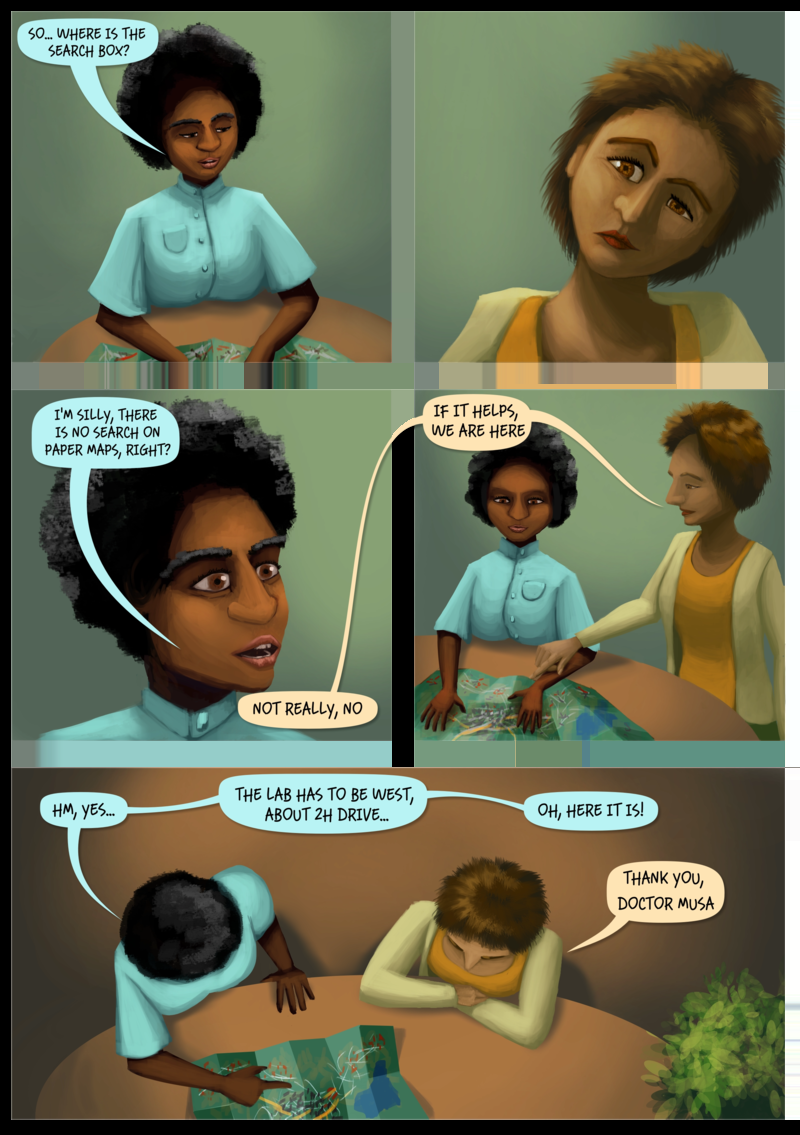 SO... WHERE IS THE
SEARCH BOX?
I'M SILLY, THERE
IS NO SEARCH ON
PAPER MAPS, RIGHT?
NOT REALLY, NO
IF IT HELPS,
WE ARE HERE
HM, YES...
THE LAB HAS TO BE WEST,
ABOUT 2H DRIVE...
OH, HERE IT IS!
THANK YOU,
DOCTOR MUSA